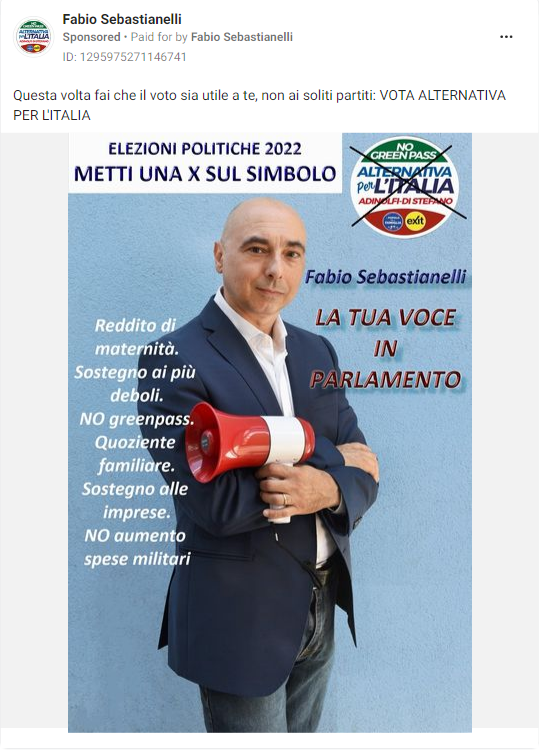 Fabio Sebastianelli
Sponsored • Paid for by Fabio Sebastianelli
ID: 1295975271146741
Questa volta fai che il voto sia utile a te, non ai soliti partiti: VOTA ALTERNATIVA
PER L'ITALIA
ELEZIONI POLITICHE 2022
METTI UNA X SUL SIMBOLO
NO
GREEN PASS
ALTERNATIVA
per L'ITALIA
ADINOLFI-DI STEFANO
exit
Fabio Sebastianelli
LA TUA VOCE
IN
PARLAMENTO
Reddito di
maternità.
Sostegno ai più
deboli.
NO greenpass.
Quoziente
familiare.
Sostegno alle
imprese.
NO aumento
spese militari